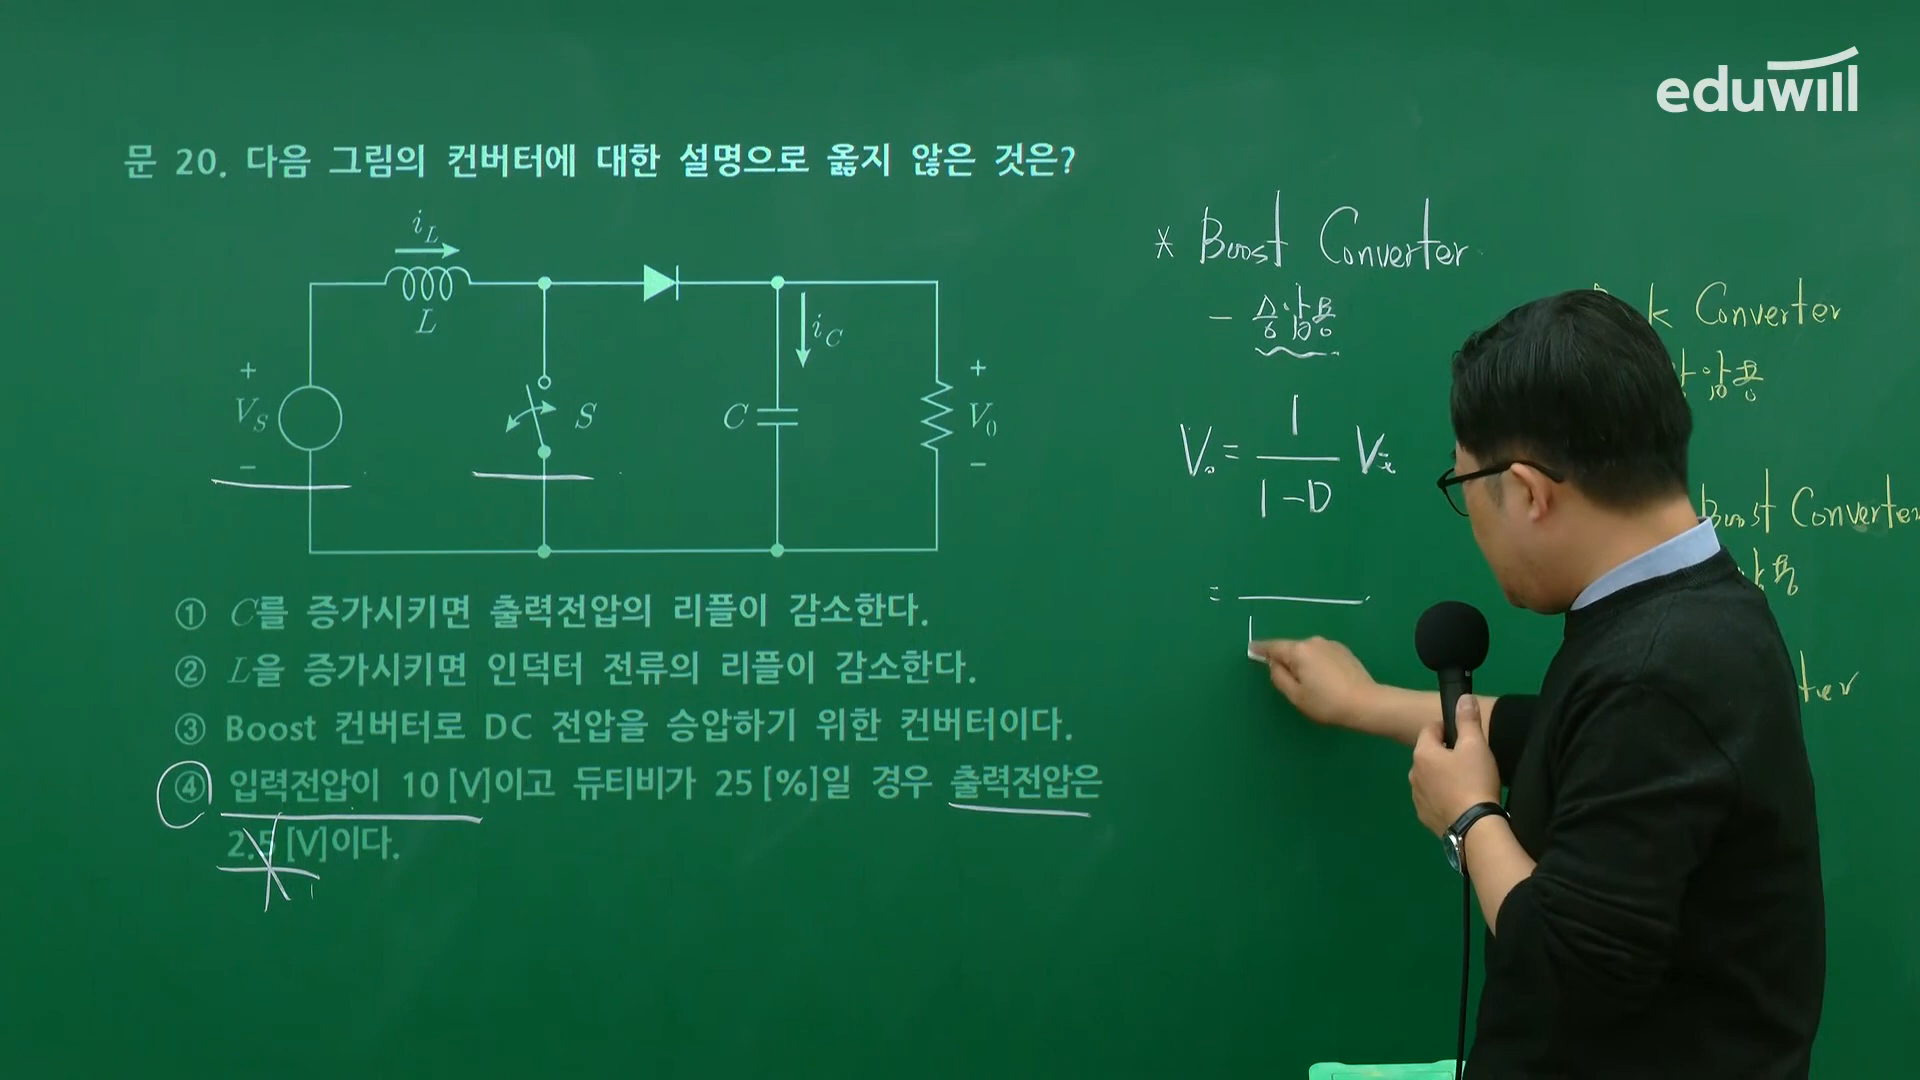 eduwill
문 20. 다음 그림의 컨버터에 대한 설명으로 옳지 않은 것은?
i_L
L
+
V_S
−
S
i_C
C
+
V_0
−
① C를 증가시키면 출력전압의 리플이 감소한다.
② L을 증가시키면 인덕터 전류의 리플이 감소한다.
③ Boost 컨버터로 DC 전압을 승압하기 위한 컨버터이다.
④ 입력전압이 10 [V]이고 듀티비가 25 [%]일 경우 출력전압은
2.5 [V]이다.
* Boost Converter
- 승압용
V_o = 1 / (1-D) V_i
=
Converter
압용
Boost Converter